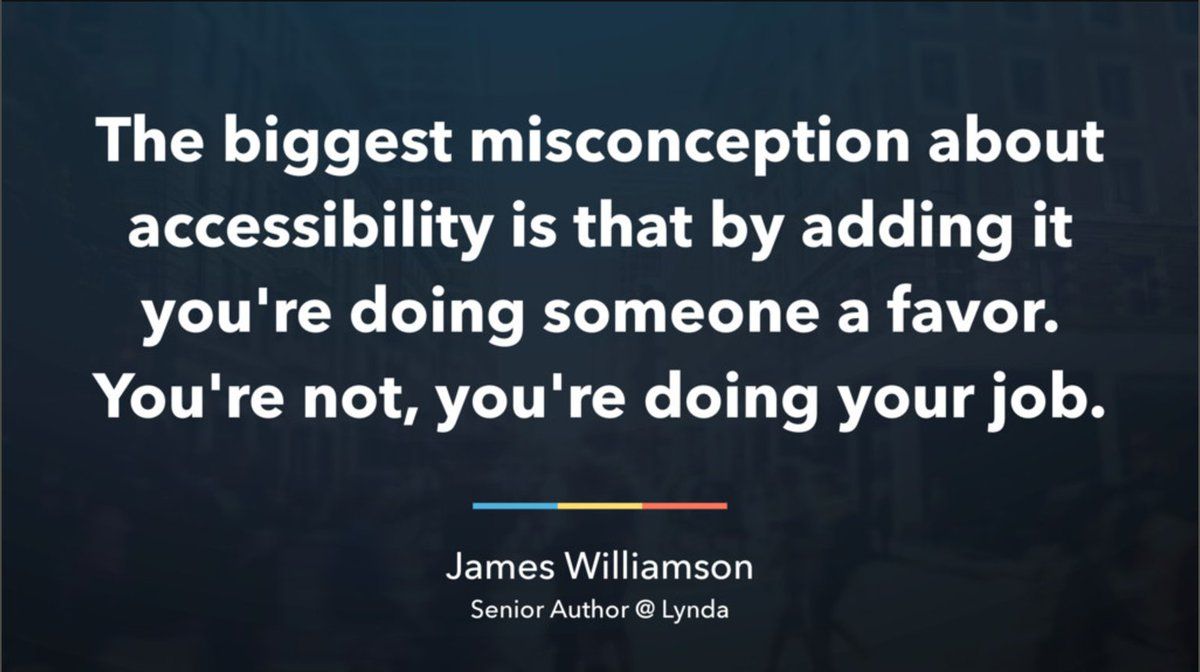 The biggest misconception about
accessibility is that by adding it
you're doing someone a favor.
You're not, you're doing your job.
James Williamson
Senior Author @ Lynda